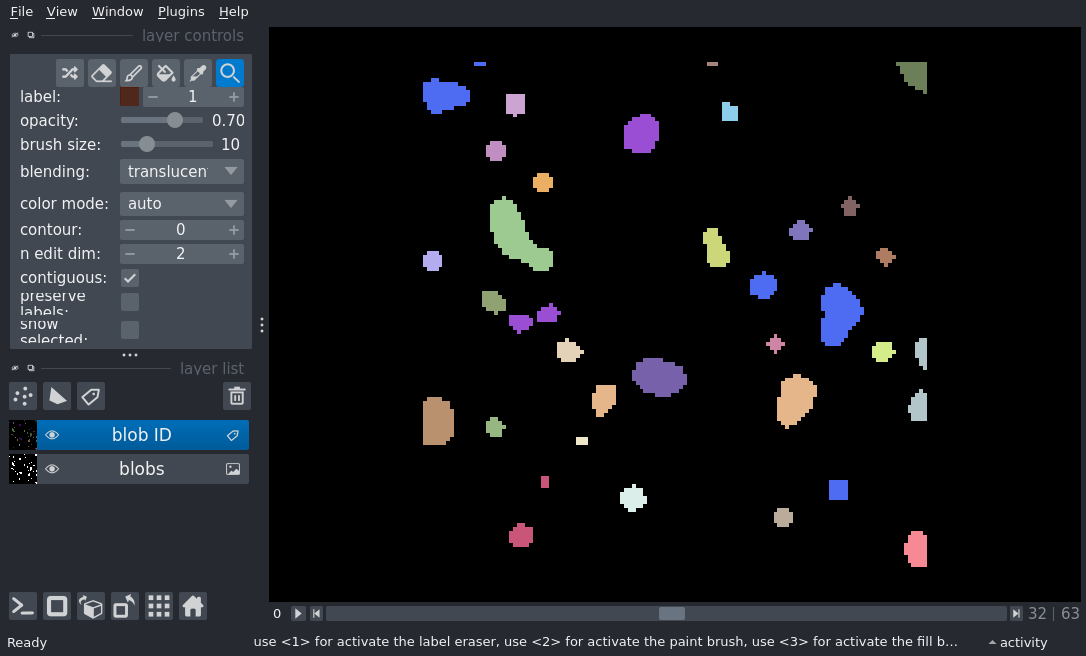 File View Window Plugins Help
layer controls
label: 1
opacity: 0.70
brush size: 10
blending: translucen
color mode: auto
contour: 0
n edit dim: 2
contiguous:
preserve
labels:
show
selected:
layer list
blob ID
blobs
0 32 63
Ready use <1> for activate the label eraser, use <2> for activate the paint brush, use <3> for activate the fill b... activity